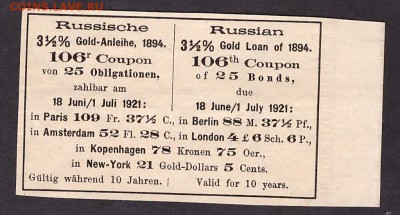 МОНЕТЫ.LAVE.RU
Russische
3½% Gold-Anleihe, 1894.
106r Coupon
von 25 Obligationen,
zahlbar am
18 Juni/1 Juli 1921:
Russian
3½% Gold Loan of 1894.
106th Coupon
of 25 Bonds,
due
18 June/1 July 1921:
in Paris 109 Fr. 37½ C., in Berlin 88 M. 37½ Pf.,
in Amsterdam 52 Fl. 28 C., in London 4 £ 6 Sch. 6 P.,
in Kopenhagen 78 Kronen 75 Oer.,
in New-York 21 Gold-Dollars 5 Cents.
Gültig während 10 Jahren. Valid for 10 years.